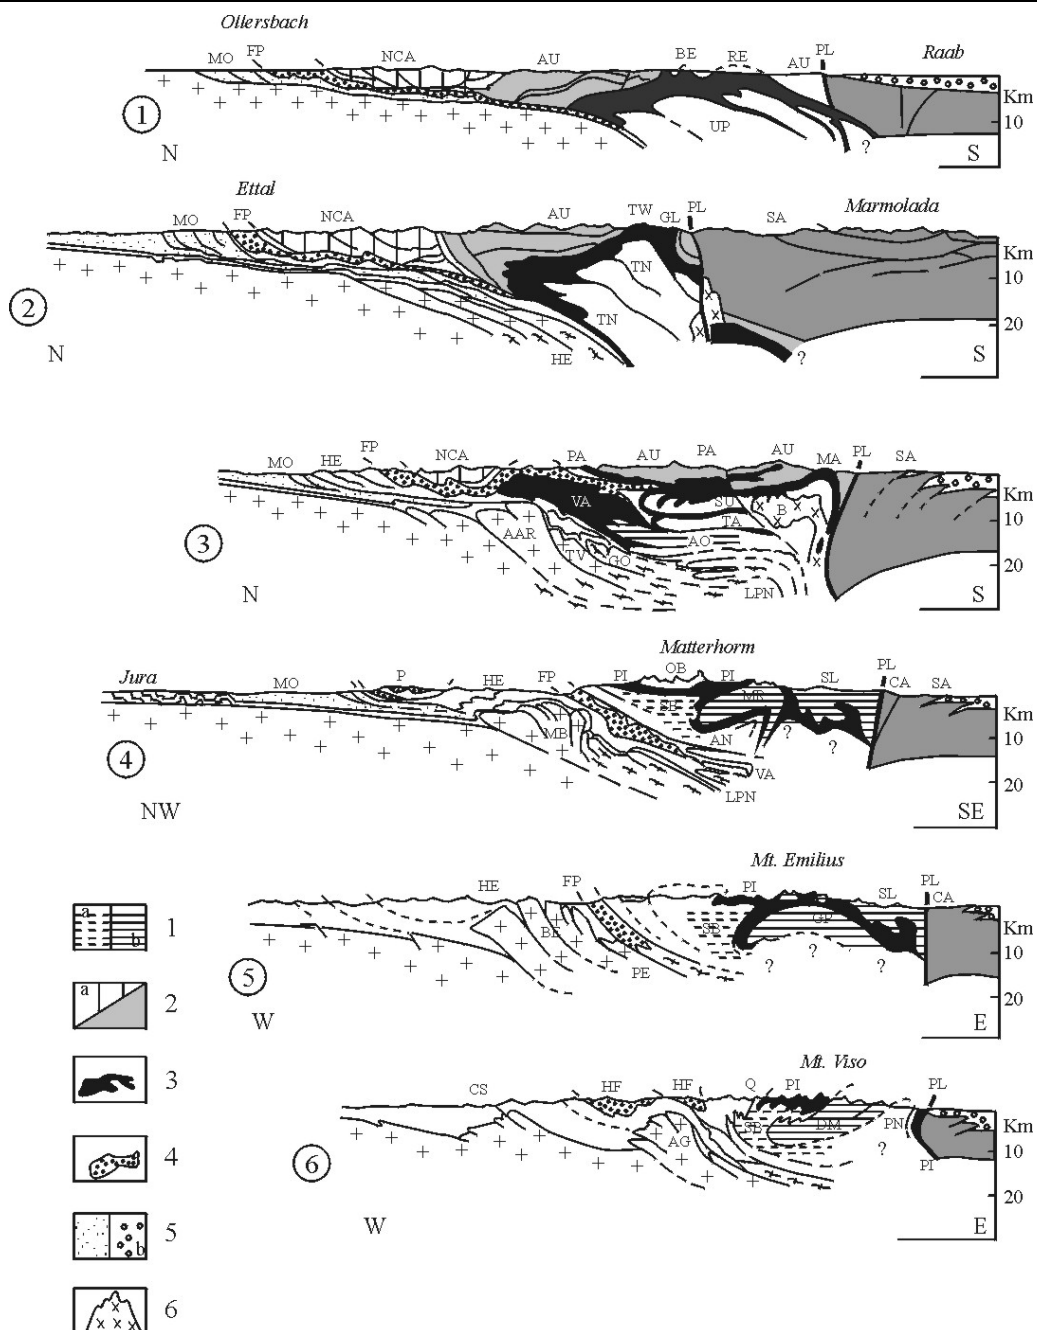 Ollersbach
MO FP NCA AU BE RE AU PL Raab
UP
Km
10
?
1
N S
Ettal
MO FP NCA AU TW GL PL SA Marmolada
TN
TN
HE
Km
10
20
?
2
N S
MO HE FP NCA PA AU PA AU MA PL SA
VA SU B
TA
AAR AO
TV GO
LPN
Km
10
20
3
N S
Matterhorm
Jura MO P HE FP PI OB PI SL PL CA SA
MR
SB
MB AN
? ?
VA
LPN
Km
10
20
4
NW SE
Mt. Emilius
HE FP PI SL PL CA
GP
BE SB
PE
? ? ?
Km
10
20
5
W E
Mt. Viso
CS HF HF Q PI PL
SB DM PN
AG ?
PI
Km
10
20
6
W E
a b 1
a 2
3
4
b 5
6